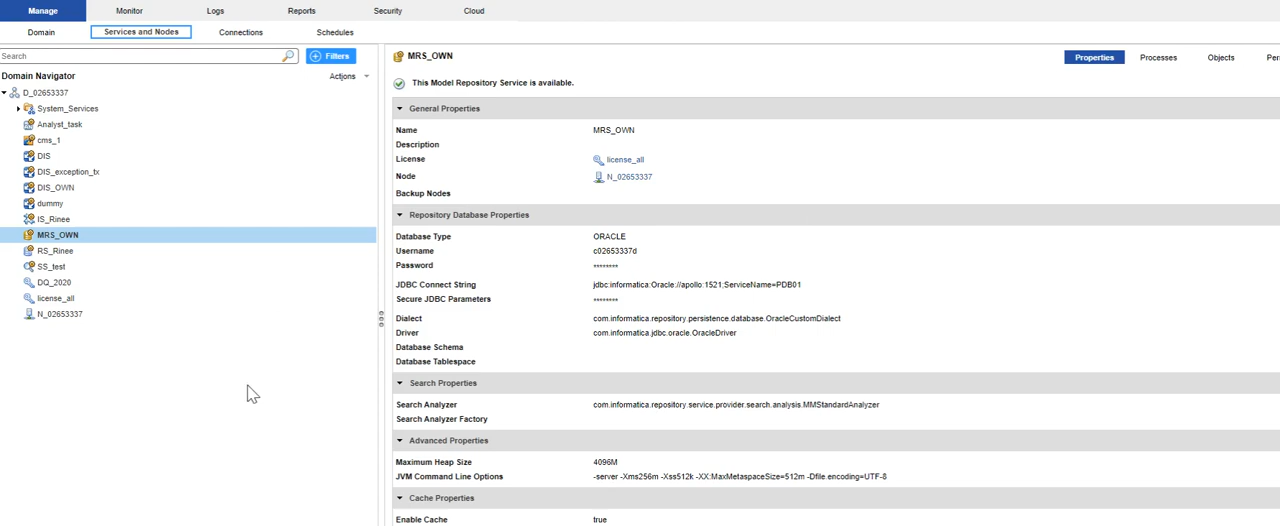 Manage Monitor Logs Reports Security Cloud
Domain Services and Nodes Connections Schedules
Search Filters
Domain Navigator Actions
D_02653337
System_Services
Analyst_task
cms_1
DIS
DIS_exception_tx
DIS_OWN
dummy
IS_Rinee
MRS_OWN
RS_Rinee
SS_test
DQ_2020
license_all
N_02653337
MRS_OWN Properties Processes Objects
This Model Repository Service is available.
General Properties
Name MRS_OWN
Description
License license_all
Node N_02653337
Backup Nodes
Repository Database Properties
Database Type ORACLE
Username c02653337d
Password ********
JDBC Connect String jdbc:informatica:Oracle://apollo:1521;ServiceName=PDB01
Secure JDBC Parameters ********
Dialect com.informatica.repository.persistence.database.OracleCustomDialect
Driver com.informatica.jdbc.oracle.OracleDriver
Database Schema
Database Tablespace
Search Properties
Search Analyzer com.informatica.repository.service.provider.search.analysis.MMStandardAnalyzer
Search Analyzer Factory
Advanced Properties
Maximum Heap Size 4096M
JVM Command Line Options -server -Xms256m -Xss512k -XX:MaxMetaspaceSize=512m -Dfile.encoding=UTF-8
Cache Properties
Enable Cache true